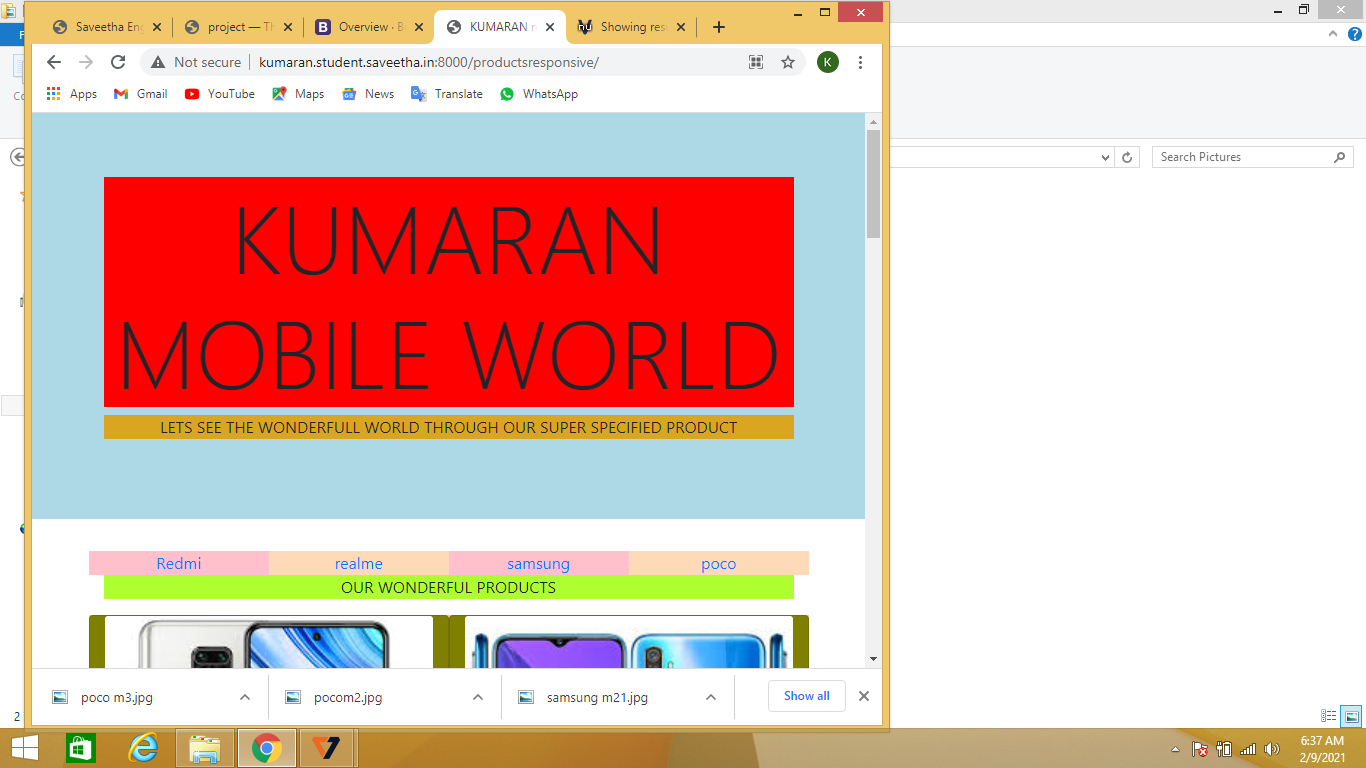 Saveetha Eng
project — Th
Overview · B
KUMARAN m
Showing res
Not secure
kumaran.student.saveetha.in:8000/productsresponsive/
K
Apps
Gmail
YouTube
Maps
News
Translate
WhatsApp
Search Pictures
KUMARAN
MOBILE WORLD
LETS SEE THE WONDERFULL WORLD THROUGH OUR SUPER SPECIFIED PRODUCT
Redmi
realme
samsung
poco
OUR WONDERFUL PRODUCTS
poco m3.jpg
pocom2.jpg
samsung m21.jpg
Show all
2
6:37 AM
2/9/2021